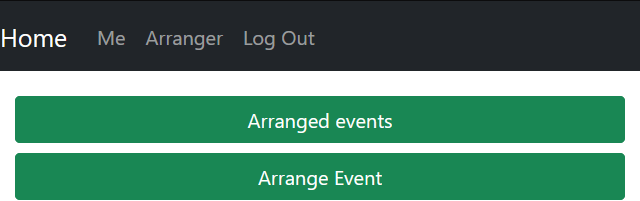 Home Me Arranger Log Out
Arranged events
Arrange Event